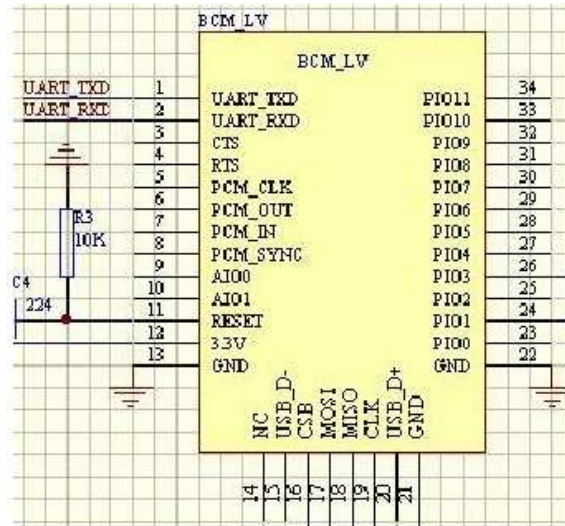 BCM_LV
BCM_LV
UART_TXD 1 UART_TXD PIO11 34
UART_RXD 2 UART_RXD PIO10 33
3 CTS PIO9 32
4 RTS PIO8 31
5 PCM_CLK PIO7 30
6 PCM_OUT PIO6 29
R3 7 PCM_IN PIO5 28
10K 8 PCM_SYNC PIO4 27
C4 9 AIO0 PIO3 26
224 10 AIO1 PIO2 25
11 RESET PIO1 24
12 3.3V PIO0 23
13 GND GND 22
NC USB_D- CSB MOSI MISO CLK USB_D+ GND
14 15 16 17 18 19 20 21